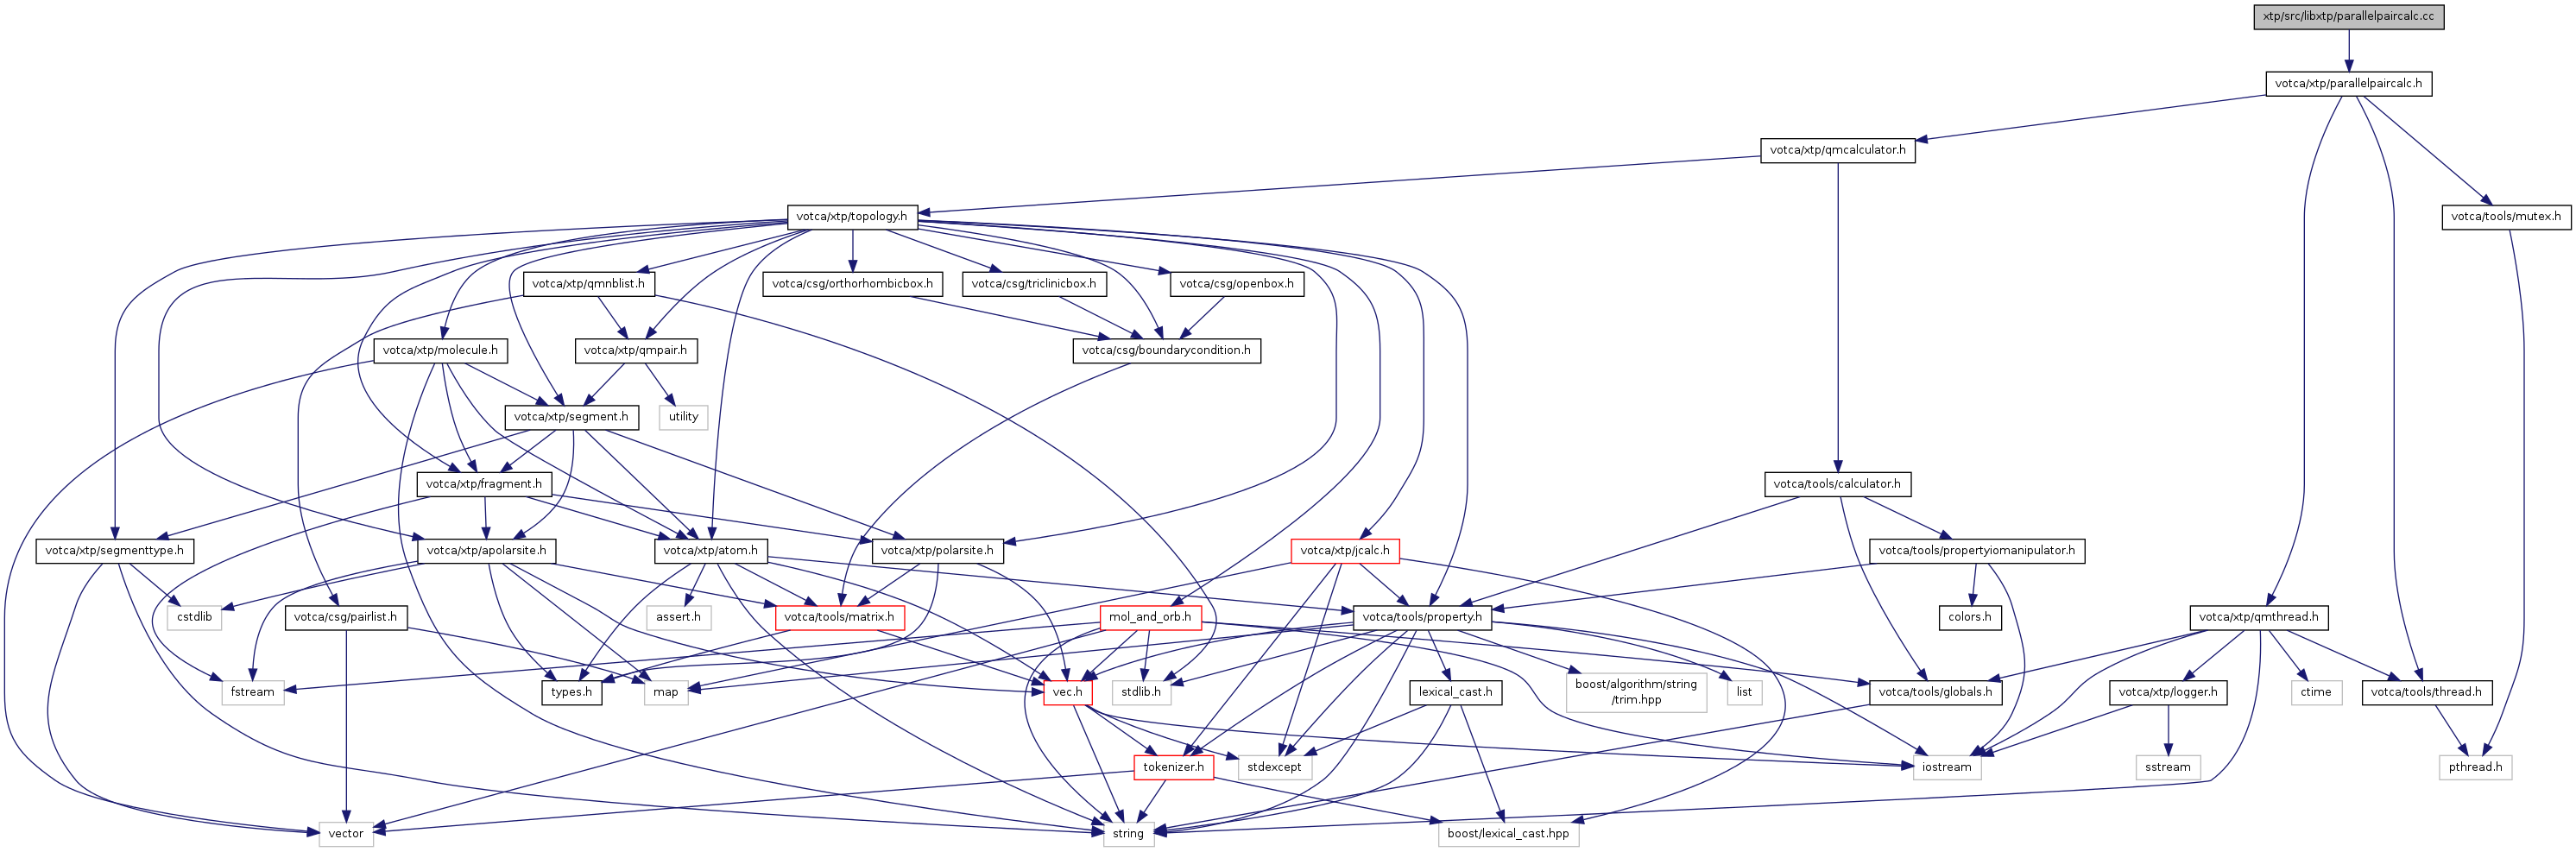 xtp/src/libxtp/parallelpaircalc.cc
votca/xtp/parallelpaircalc.h
votca/xtp/qmcalculator.h
votca/xtp/topology.h
votca/tools/mutex.h
votca/xtp/qmnblist.h
votca/csg/orthorhombicbox.h
votca/csg/triclinicbox.h
votca/csg/openbox.h
votca/xtp/molecule.h
votca/xtp/qmpair.h
votca/csg/boundarycondition.h
votca/xtp/segment.h
utility
votca/xtp/fragment.h
votca/tools/calculator.h
votca/xtp/segmenttype.h
votca/xtp/apolarsite.h
votca/xtp/atom.h
votca/xtp/polarsite.h
votca/xtp/jcalc.h
votca/tools/propertyiomanipulator.h
cstdlib
votca/csg/pairlist.h
assert.h
votca/tools/matrix.h
mol_and_orb.h
votca/tools/property.h
colors.h
votca/xtp/qmthread.h
fstream
types.h
map
vec.h
stdlib.h
lexical_cast.h
boost/algorithm/string
/trim.hpp
list
votca/tools/globals.h
votca/xtp/logger.h
ctime
votca/tools/thread.h
tokenizer.h
stdexcept
iostream
sstream
pthread.h
vector
string
boost/lexical_cast.hpp